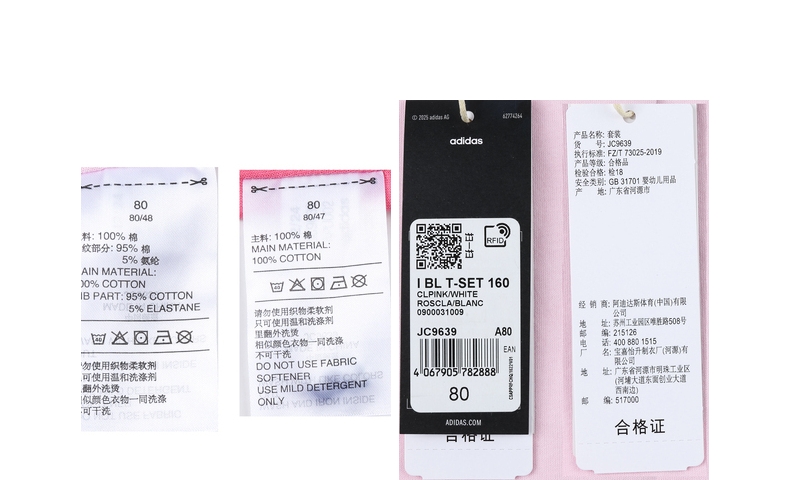 80
80/48
料: 100% 棉
纹部分: 95% 棉
5% 氨纶
AIN MATERIAL:
00% COTTON
IB PART: 95% COTTON
5% ELASTANE
勿使用织物柔软剂
可使用温和洗涤剂
里翻外洗烫
似颜色衣物一同洗涤
可干洗
80
80/47
主料: 100% 棉
MAIN MATERIAL:
100% COTTON
请勿使用织物柔软剂
只可使用温和洗涤剂
里翻外洗烫
相似颜色衣物一同洗涤
不可干洗
DO NOT USE FABRIC
SOFTENER
USE MILD DETERGENT
ONLY
© 2025 adidas AG
62774264
adidas
RFID
I BL T-SET 160
CLPINK/WHITE
ROSCLA/BLANC
0900031009
JC9639 A80
EAN
4 067905 782888
80
ADIDAS.COM
合格证
产品名称: 套装
货 号: JC9639
执行标准: FZ/T 73025-2019
产品等级: 合格品
检验合格: 检18
安全类别: GB 31701 婴幼儿用品
产 地: 广东省河源市
经 销 商: 阿迪达斯体育(中国)有限
公司
地 址: 苏州工业园区唯胜路508号
邮 编: 215126
电 话: 400 880 1515
厂 名: 宝嘉怡升制衣厂(河源)有
限公司
地 址: 广东省河源市明珠工业区
(河埔大道东面创业大道
西南边)
邮 编: 517000
合格证